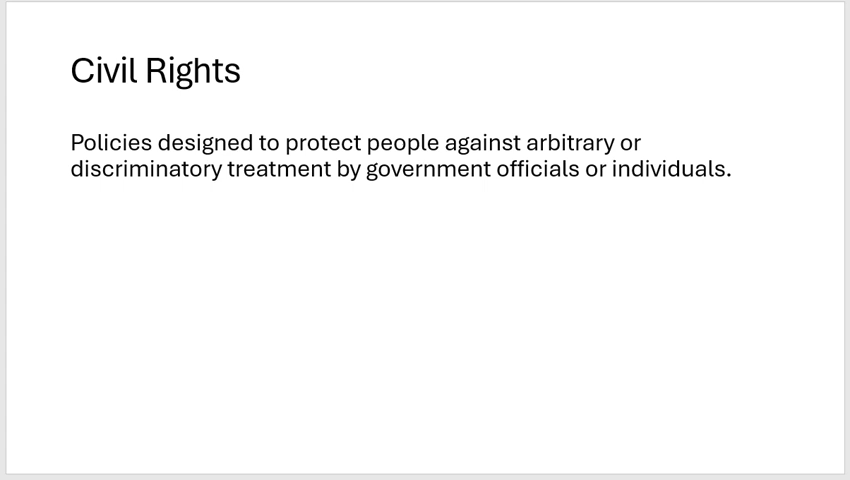 Civil Rights
Policies designed to protect people against arbitrary or
discriminatory treatment by government officials or individuals.